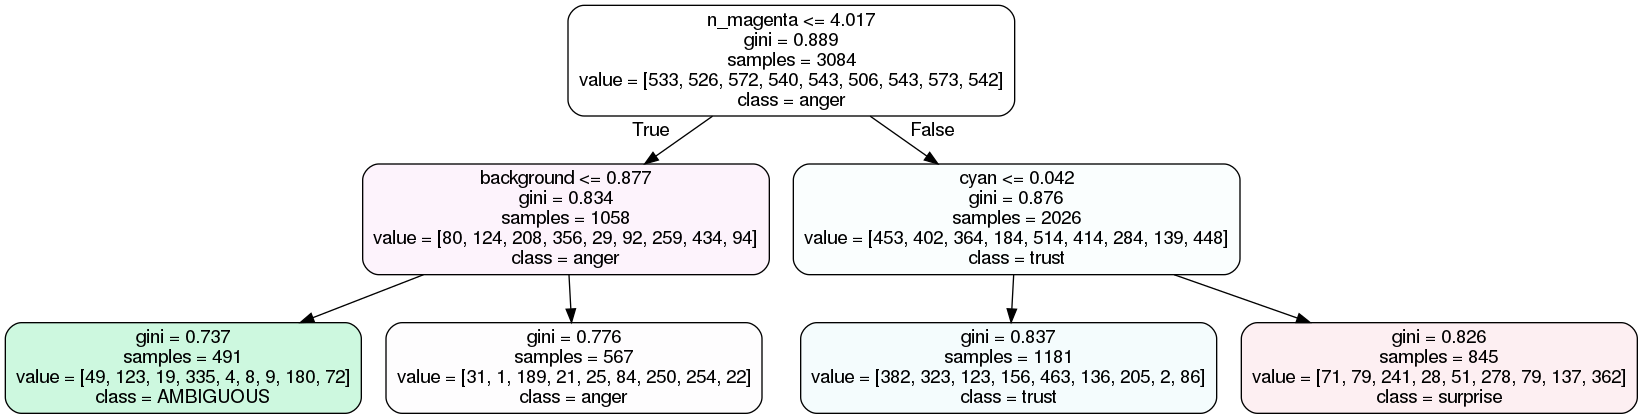 n_magenta <= 4.017
gini = 0.889
samples = 3084
value = [533, 526, 572, 540, 543, 506, 543, 573, 542]
class = anger
True
False
background <= 0.877
gini = 0.834
samples = 1058
value = [80, 124, 208, 356, 29, 92, 259, 434, 94]
class = anger
cyan <= 0.042
gini = 0.876
samples = 2026
value = [453, 402, 364, 184, 514, 414, 284, 139, 448]
class = trust
gini = 0.737
samples = 491
value = [49, 123, 19, 335, 4, 8, 9, 180, 72]
class = AMBIGUOUS
gini = 0.776
samples = 567
value = [31, 1, 189, 21, 25, 84, 250, 254, 22]
class = anger
gini = 0.837
samples = 1181
value = [382, 323, 123, 156, 463, 136, 205, 2, 86]
class = trust
gini = 0.826
samples = 845
value = [71, 79, 241, 28, 51, 278, 79, 137, 362]
class = surprise